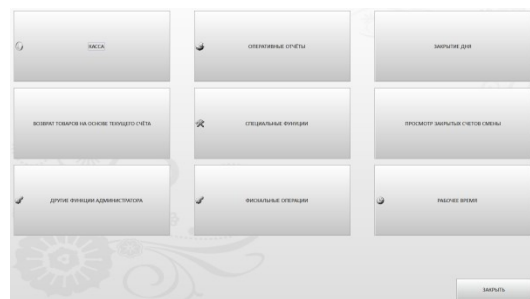 КАССА
ОПЕРАТИВНЫЕ ОТЧЁТЫ
ЗАКРЫТИЕ ДНЯ
ВОЗВРАТ ТОВАРОВ НА ОСНОВЕ ТЕКУЩЕГО СЧЁТА
СПЕЦИАЛЬНЫЕ ФУНКЦИИ
ПРОСМОТР ЗАКРЫТЫХ СЧЕТОВ СМЕНЫ
ДРУГИЕ ФУНКЦИИ АДМИНИСТРАТОРА
ФИСКАЛЬНЫЕ ОПЕРАЦИИ
РАБОЧЕЕ ВРЕМЯ
ЗАКРЫТЬ